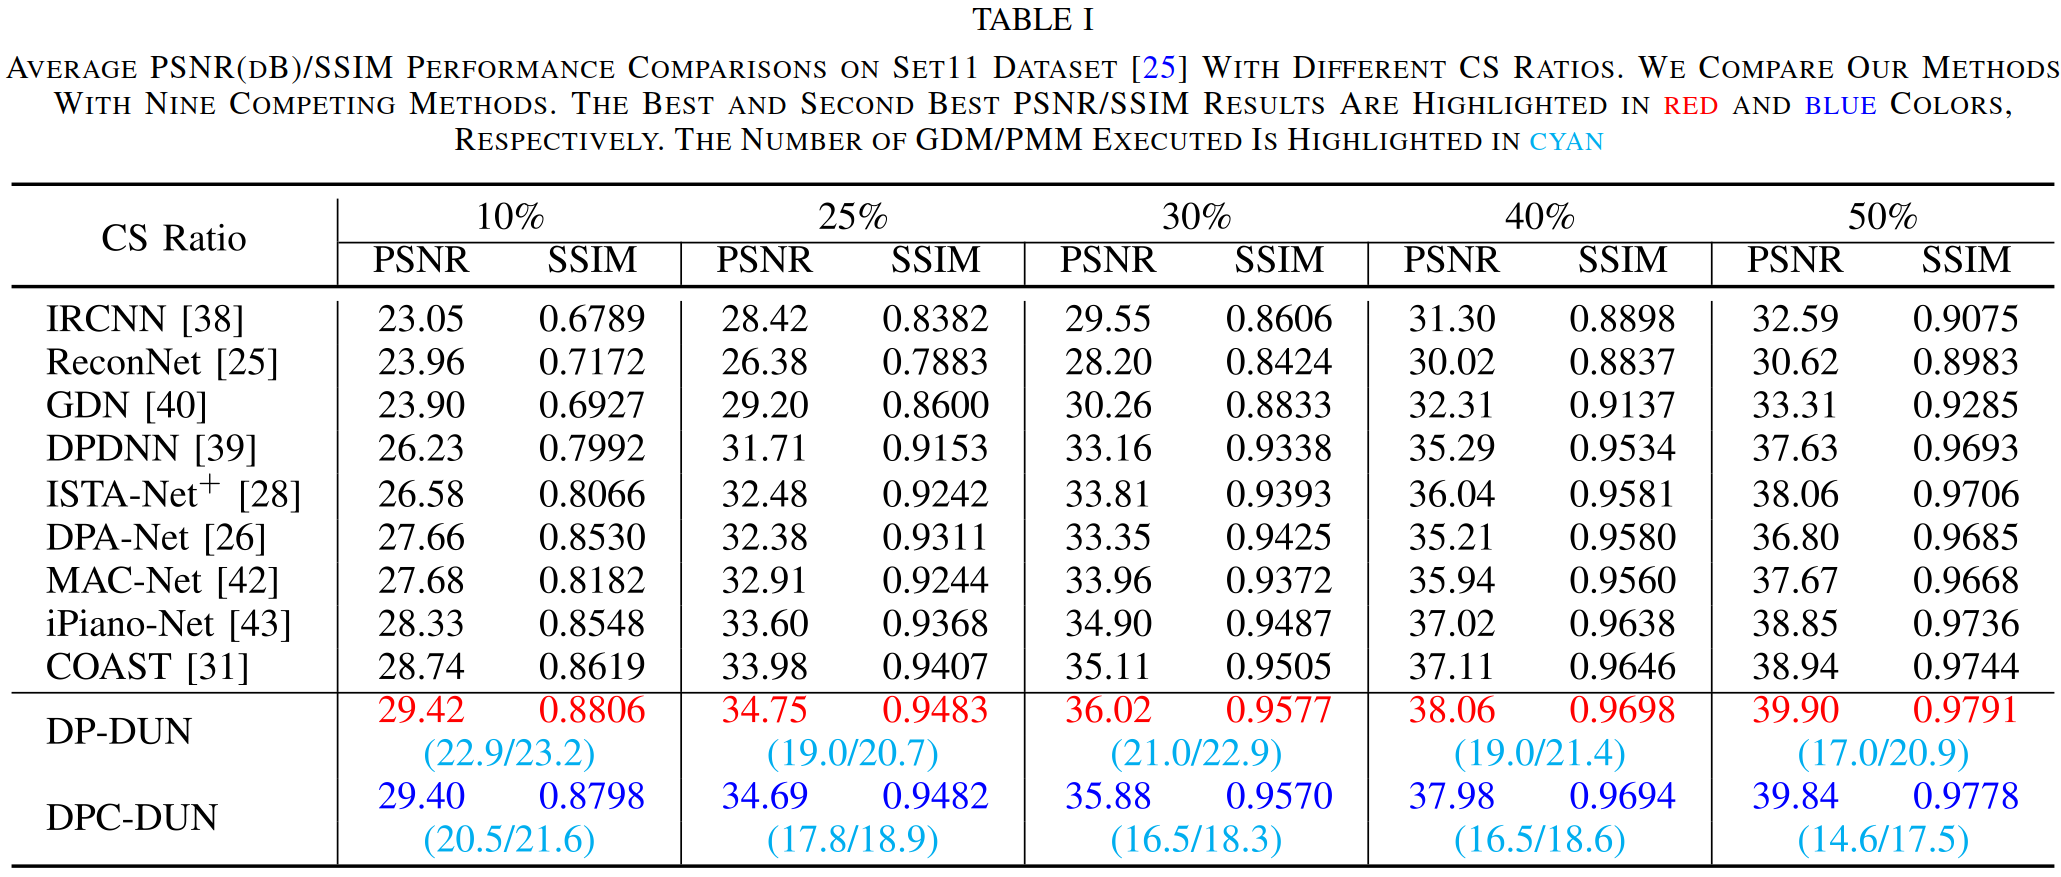 TABLE I
AVERAGE PSNR(DB)/SSIM PERFORMANCE COMPARISONS ON SET11 DATASET [25] WITH DIFFERENT CS RATIOS. WE COMPARE OUR METHODS
WITH NINE COMPETING METHODS. THE BEST AND SECOND BEST PSNR/SSIM RESULTS ARE HIGHLIGHTED IN RED AND BLUE COLORS,
RESPECTIVELY. THE NUMBER OF GDM/PMM EXECUTED IS HIGHLIGHTED IN CYAN
CS Ratio 10% 25% 30% 40% 50%
PSNR SSIM PSNR SSIM PSNR SSIM PSNR SSIM PSNR SSIM
IRCNN [38] 23.05 0.6789 28.42 0.8382 29.55 0.8606 31.30 0.8898 32.59 0.9075
ReconNet [25] 23.96 0.7172 26.38 0.7883 28.20 0.8424 30.02 0.8837 30.62 0.8983
GDN [40] 23.90 0.6927 29.20 0.8600 30.26 0.8833 32.31 0.9137 33.31 0.9285
DPDNN [39] 26.23 0.7992 31.71 0.9153 33.16 0.9338 35.29 0.9534 37.63 0.9693
ISTA-Net+ [28] 26.58 0.8066 32.48 0.9242 33.81 0.9393 36.04 0.9581 38.06 0.9706
DPA-Net [26] 27.66 0.8530 32.38 0.9311 33.35 0.9425 35.21 0.9580 36.80 0.9685
MAC-Net [42] 27.68 0.8182 32.91 0.9244 33.96 0.9372 35.94 0.9560 37.67 0.9668
iPiano-Net [43] 28.33 0.8548 33.60 0.9368 34.90 0.9487 37.02 0.9638 38.85 0.9736
COAST [31] 28.74 0.8619 33.98 0.9407 35.11 0.9505 37.11 0.9646 38.94 0.9744
DP-DUN 29.42 0.8806 34.75 0.9483 36.02 0.9577 38.06 0.9698 39.90 0.9791
(22.9/23.2) (19.0/20.7) (21.0/22.9) (19.0/21.4) (17.0/20.9)
DPC-DUN 29.40 0.8798 34.69 0.9482 35.88 0.9570 37.98 0.9694 39.84 0.9778
(20.5/21.6) (17.8/18.9) (16.5/18.3) (16.5/18.6) (14.6/17.5)